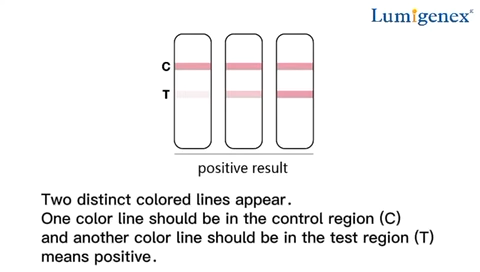 Lumigenex
C
T
positive result
Two distinct colored lines appear.
One color line should be in the control region (C)
and another color line should be in the test region (T)
means positive.